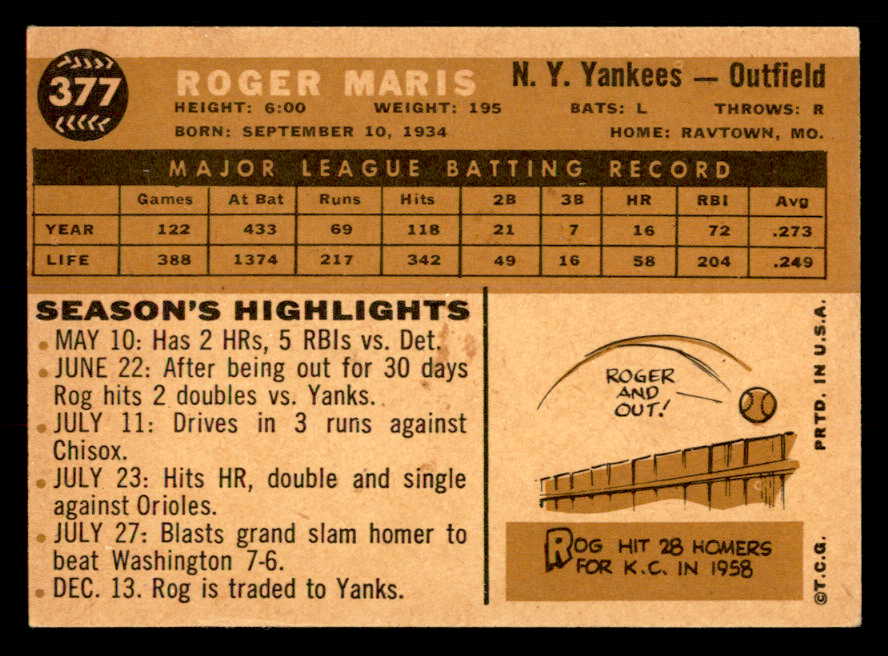 377
ROGER MARIS
N. Y. Yankees — Outfield
HEIGHT: 6:00 WEIGHT: 195 BATS: L THROWS: R
BORN: SEPTEMBER 10, 1934 HOME: RAVTOWN, MO.
MAJOR LEAGUE BATTING RECORD
Games At Bat Runs Hits 2B 3B HR RBI Avg
YEAR 122 433 69 118 21 7 16 72 .273
LIFE 388 1374 217 342 49 16 58 204 .249
SEASON'S HIGHLIGHTS
• MAY 10: Has 2 HRs, 5 RBIs vs. Det.
• JUNE 22: After being out for 30 days
Rog hits 2 doubles vs. Yanks.
• JULY 11: Drives in 3 runs against
Chisox.
• JULY 23: Hits HR, double and single
against Orioles.
• JULY 27: Blasts grand slam homer to
beat Washington 7-6.
• DEC. 13. Rog is traded to Yanks.
ROGER
AND
OUT!
ROG HIT 28 HOMERS
FOR K.C. IN 1958
©T.C.G. PRTD. IN U.S.A.